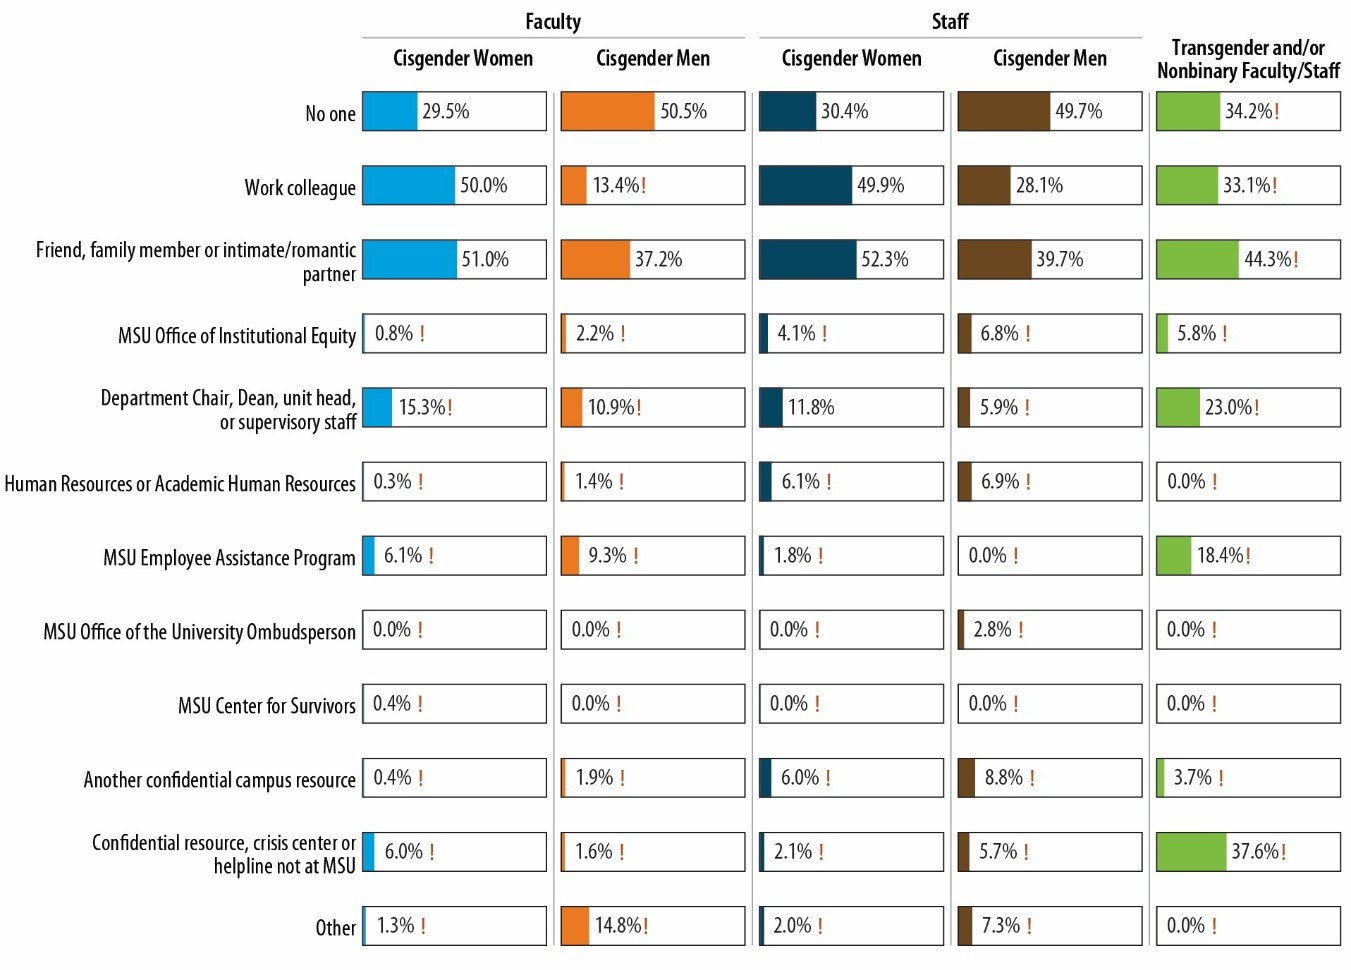 Faculty
Staff
Cisgender Women
Cisgender Men
Cisgender Women
Cisgender Men
Transgender and/or
Nonbinary Faculty/Staff
No one
29.5%
50.5%
30.4%
49.7%
34.2%!
Work colleague
50.0%
13.4%!
49.9%
28.1%
33.1%!
Friend, family member or intimate/romantic
partner
51.0%
37.2%
52.3%
39.7%
44.3%!
MSU Office of Institutional Equity
0.8% !
2.2% !
4.1% !
6.8% !
5.8% !
Department Chair, Dean, unit head,
or supervisory staff
15.3%!
10.9%!
11.8%
5.9% !
23.0%!
Human Resources or Academic Human Resources
0.3% !
1.4% !
6.1% !
6.9% !
0.0% !
MSU Employee Assistance Program
6.1% !
9.3% !
1.8% !
0.0% !
18.4%!
MSU Office of the University Ombudsperson
0.0% !
0.0% !
0.0% !
2.8% !
0.0% !
MSU Center for Survivors
0.4% !
0.0% !
0.0% !
0.0% !
0.0% !
Another confidential campus resource
0.4% !
1.9% !
6.0% !
8.8% !
3.7% !
Confidential resource, crisis center or
helpline not at MSU
6.0% !
1.6% !
2.1% !
5.7% !
37.6%!
Other
1.3% !
14.8%!
2.0% !
7.3% !
0.0% !